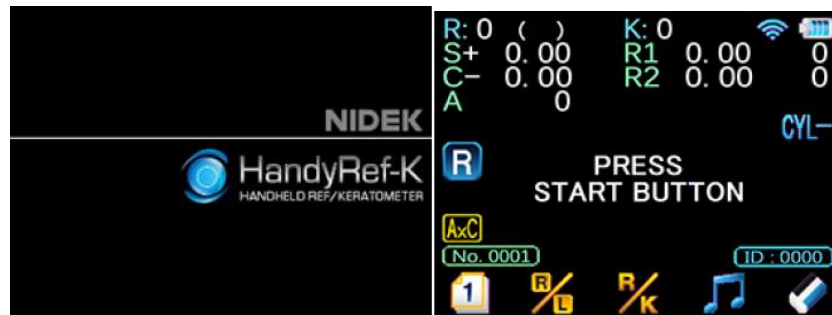 NIDEK
HandyRef-K
HANDHELD REF/KERATOMETER
R: 0 ( ) K: 0
S+ 0.00 R1 0.00 0
C- 0.00 R2 0.00 0
A 0
CYL-
R
PRESS
START BUTTON
AxC
No. 0001 ID : 0000
1 R/L R/K